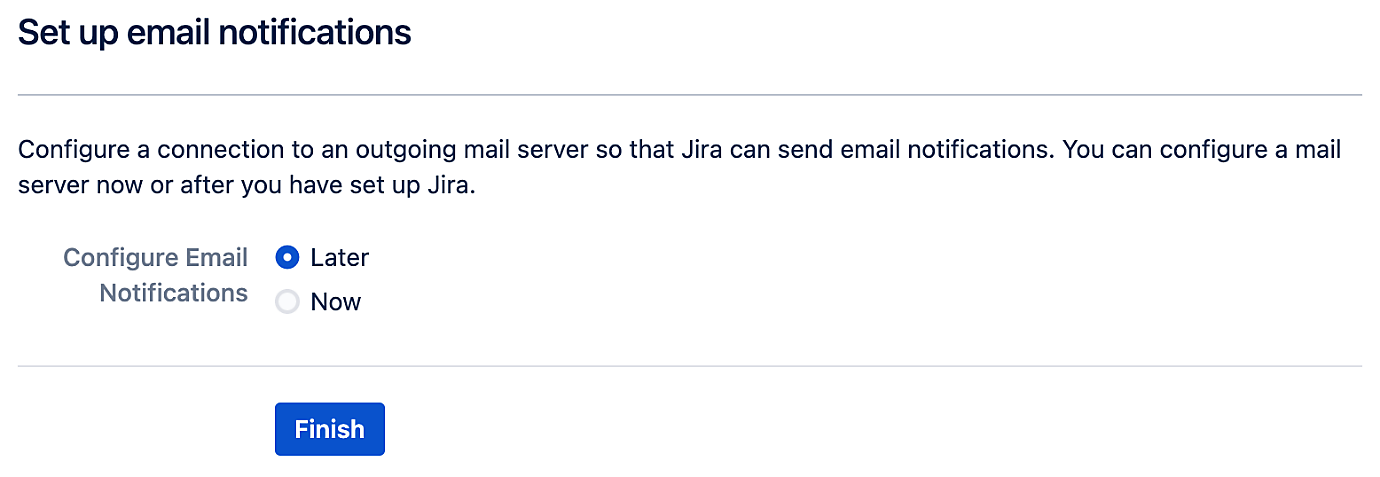 Set up email notifications
Configure a connection to an outgoing mail server so that Jira can send email notifications. You can configure a mail
server now or after you have set up Jira.
Configure Email
Notifications
Later
Now
Finish